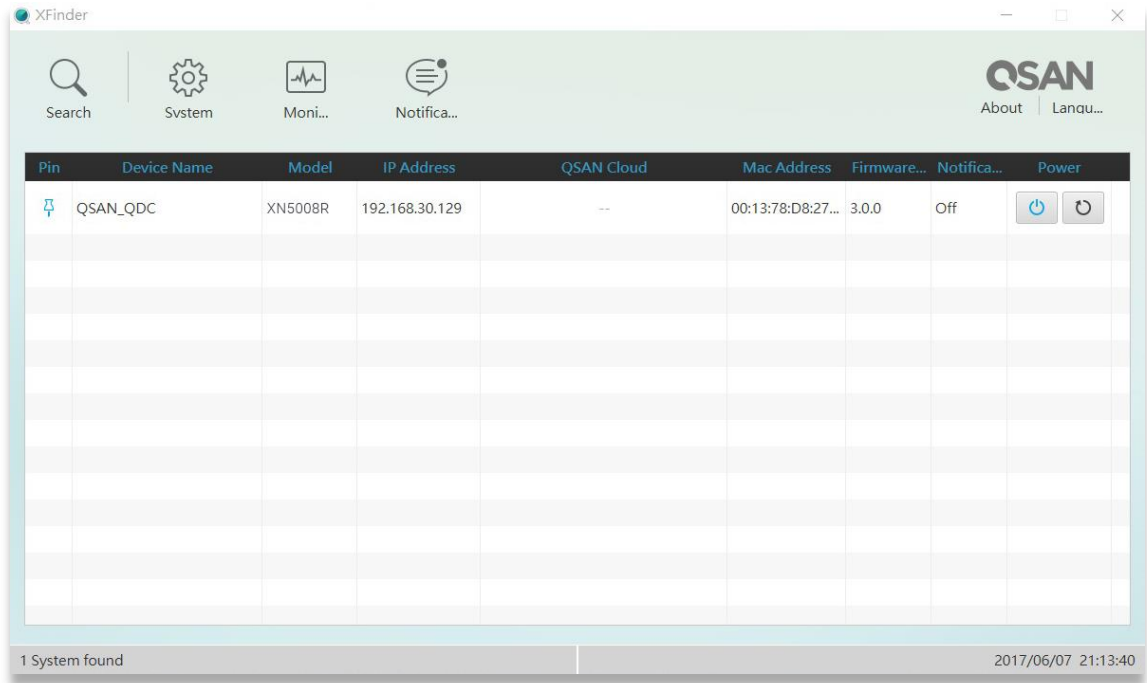 XFinder
QSAN
Search System Moni... Notifica... About Langu...
Pin Device Name Model IP Address QSAN Cloud Mac Address Firmware... Notifica... Power
QSAN_QDC XN5008R 192.168.30.129 -- 00:13:78:D8:27... 3.0.0 Off
1 System found 2017/06/07 21:13:40